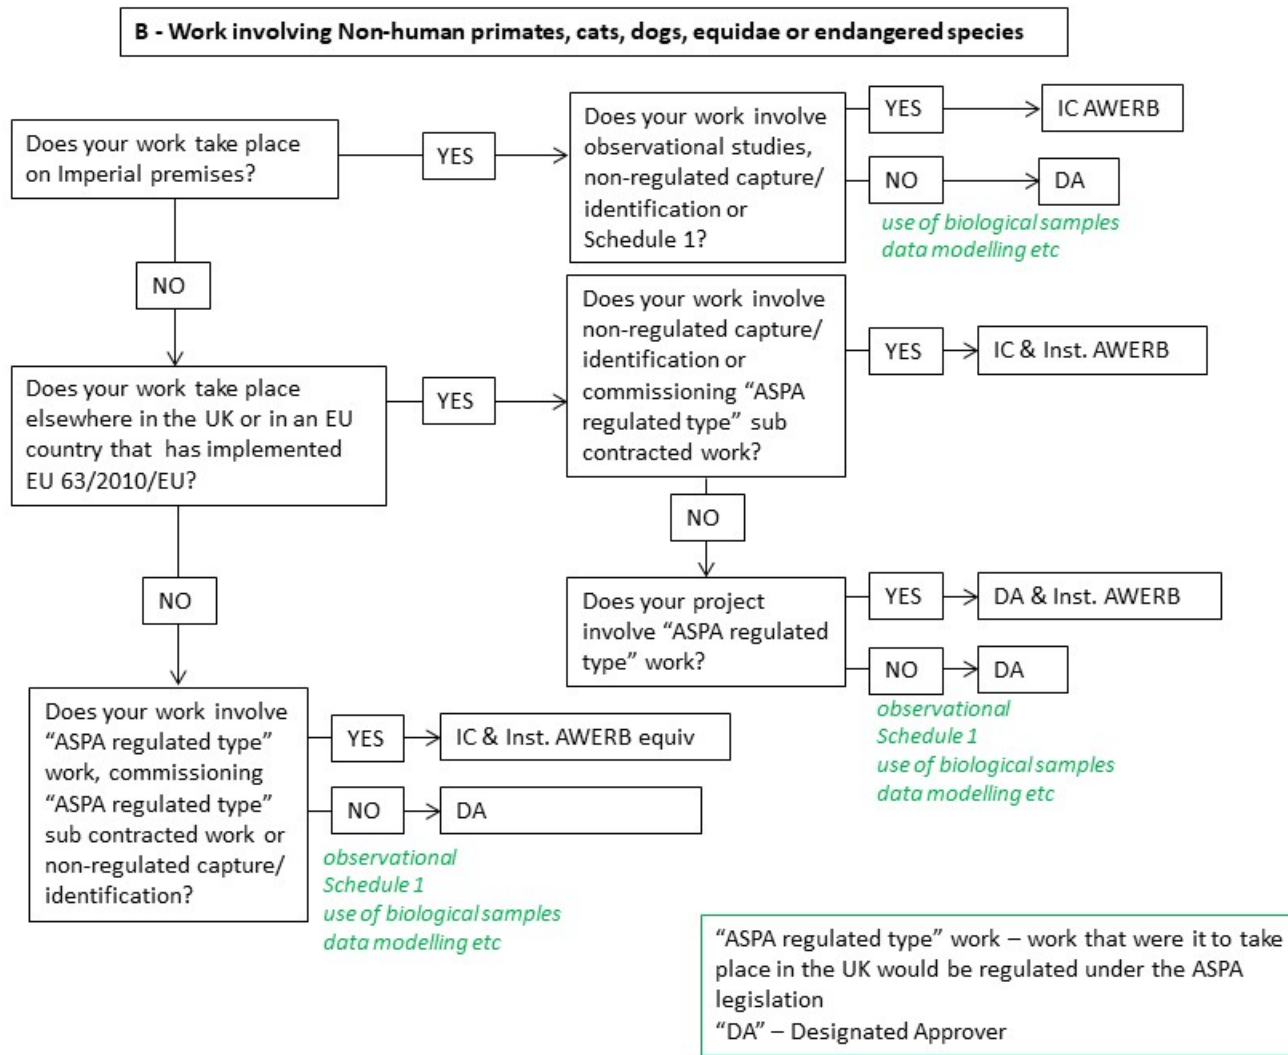 B - Work involving Non-human primates, cats, dogs, equidae or endangered species
Does your work take place
on Imperial premises?
YES
Does your work involve
observational studies,
non-regulated capture/
identification or
Schedule 1?
YES
IC AWERB
NO
DA
use of biological samples
data modelling etc
NO
Does your work take place
elsewhere in the UK or in an EU
country that has implemented
EU 63/2010/EU?
YES
Does your work involve
non-regulated capture/
identification or
commissioning “ASPA
regulated type” sub
contracted work?
YES
IC & Inst. AWERB
NO
Does your project
involve “ASPA regulated
type” work?
YES
DA & Inst. AWERB
NO
DA
observational
Schedule 1
use of biological samples
data modelling etc
NO
Does your work involve
“ASPA regulated type”
work, commissioning
“ASPA regulated type”
sub contracted work or
non-regulated capture/
identification?
YES
IC & Inst. AWERB equiv
NO
DA
observational
Schedule 1
use of biological samples
data modelling etc
“ASPA regulated type” work – work that were it to take
place in the UK would be regulated under the ASPA
legislation
“DA” – Designated Approver